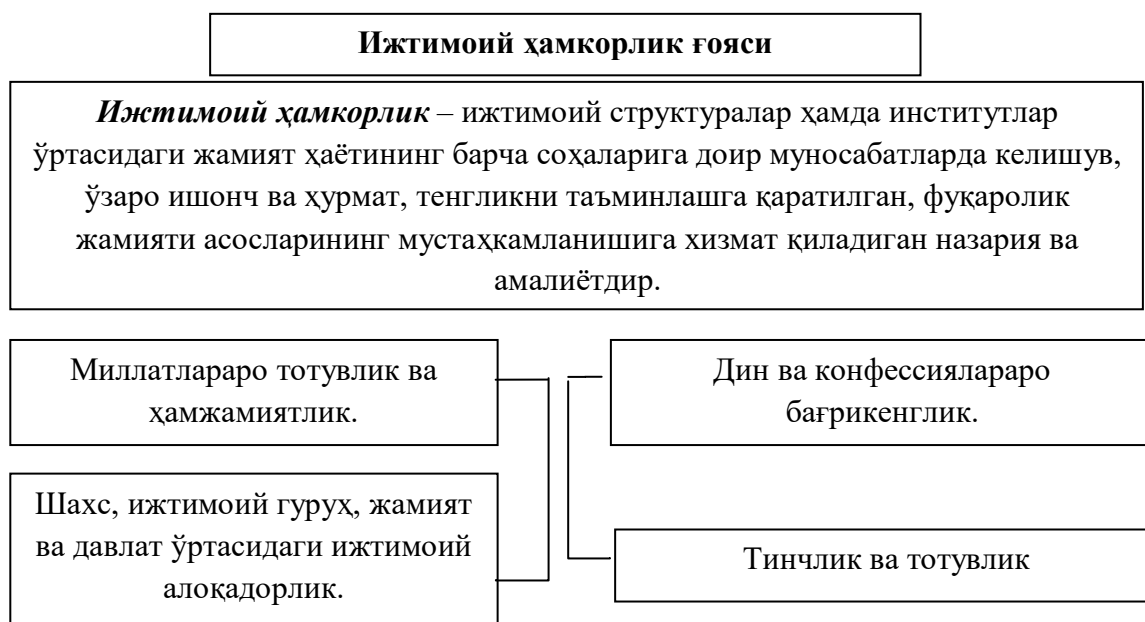 Ижтимоий ҳамкорлик ғояси
Ижтимоий ҳамкорлик – ижтимоий структуралар ҳамда институтлар
ўртасидаги жамият ҳаётининг барча соҳаларига доир муносабатларда келишув,
ўзаро ишонч ва ҳурмат, тенгликни таъминлашга қаратилган, фуқаролик
жамияти асосларининг мустаҳкамланишига хизмат қиладиган назария ва
амалиётдир.
Миллатлараро тотувлик ва
ҳамжамиятлик.
Дин ва конфессиялараро
бағрикенглик.
Шахс, ижтимоий гуруҳ, жамият
ва давлат ўртасидаги ижтимоий
алоқадорлик.
Тинчлик ва тотувлик